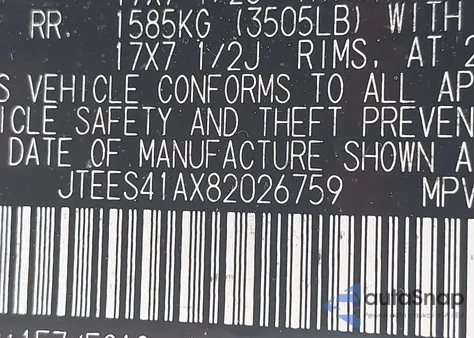 RR. 1585KG (3505LB) WITH
17X7 1/2J RIMS, AT 2
S VEHICLE CONFORMS TO ALL AP
ICLE SAFETY AND THEFT PREVEN
DATE OF MANUFACTURE SHOWN A
JTEES41AX82026759 MPV
autoSnap